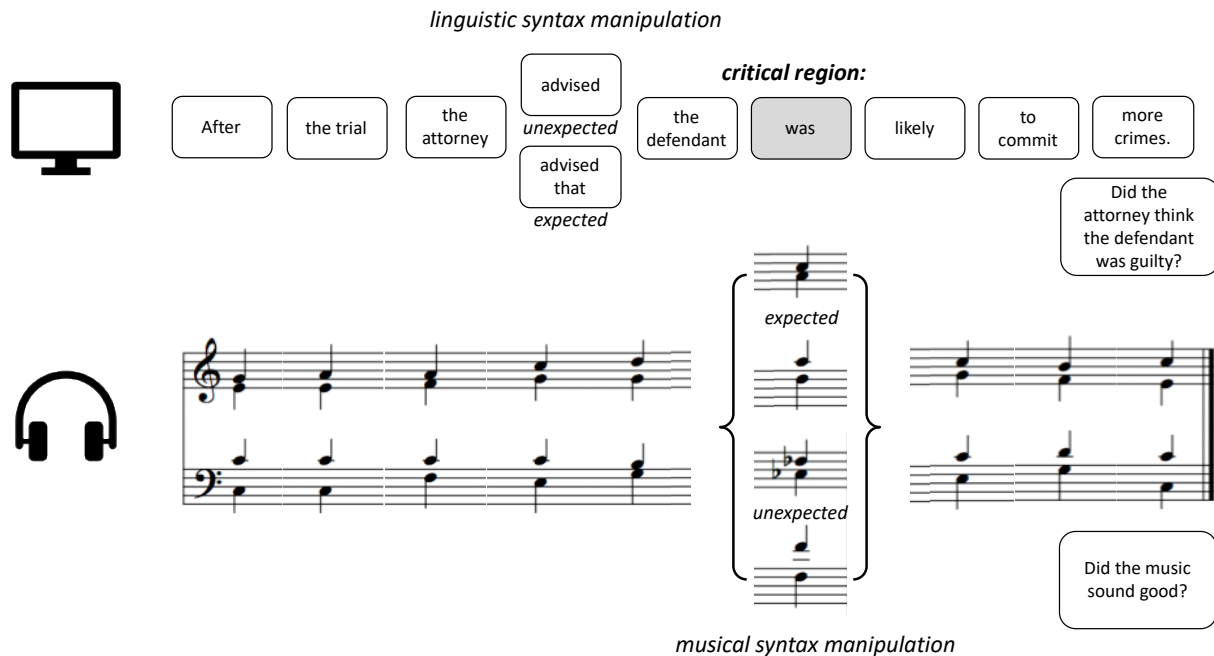 linguistic syntax manipulation
critical region:
After
the trial
the
attorney
advised
unexpected
advised
that
expected
the
defendant
was
likely
to
commit
more
crimes.
Did the
attorney think
the defendant
was guilty?
expected
unexpected
Did the music
sound good?
musical syntax manipulation